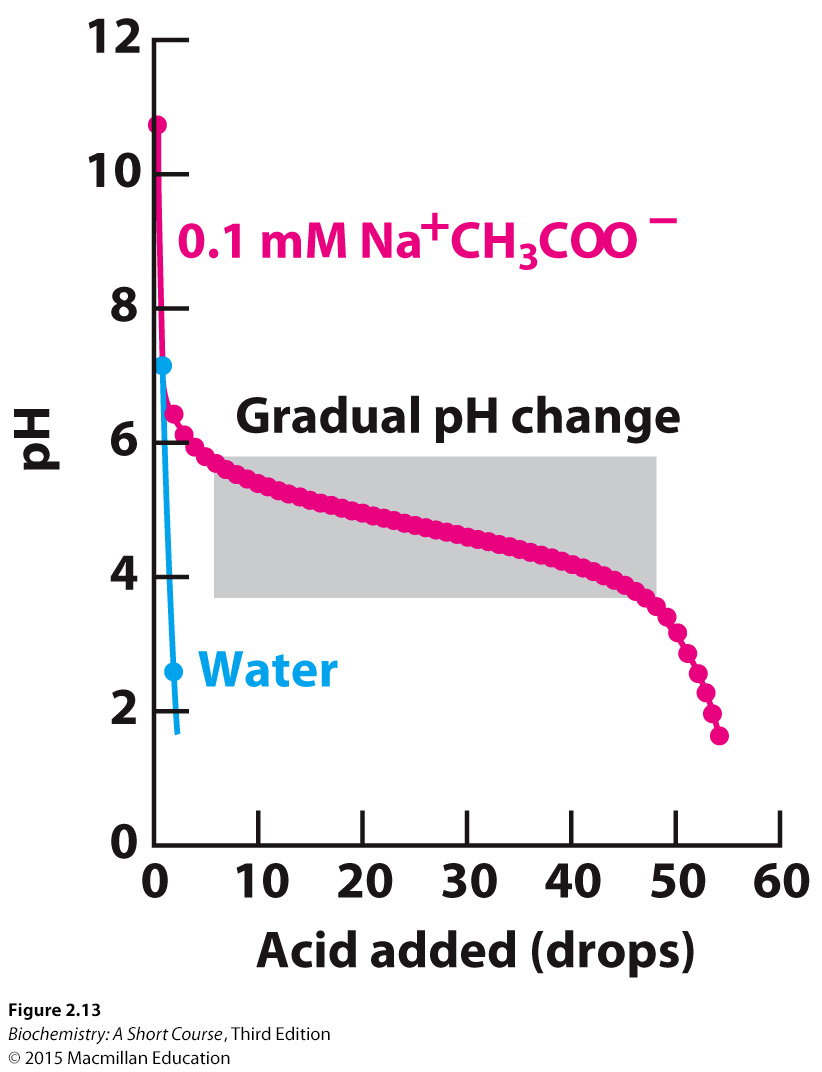 12
10
0.1 mM Na⁺CH₃COO⁻
8
Gradual pH change
pH
6
4
Water
2
0
0 10 20 30 40 50 60
Acid added (drops)
Figure 2.13
Biochemistry: A Short Course, Third Edition
© 2015 Macmillan Education